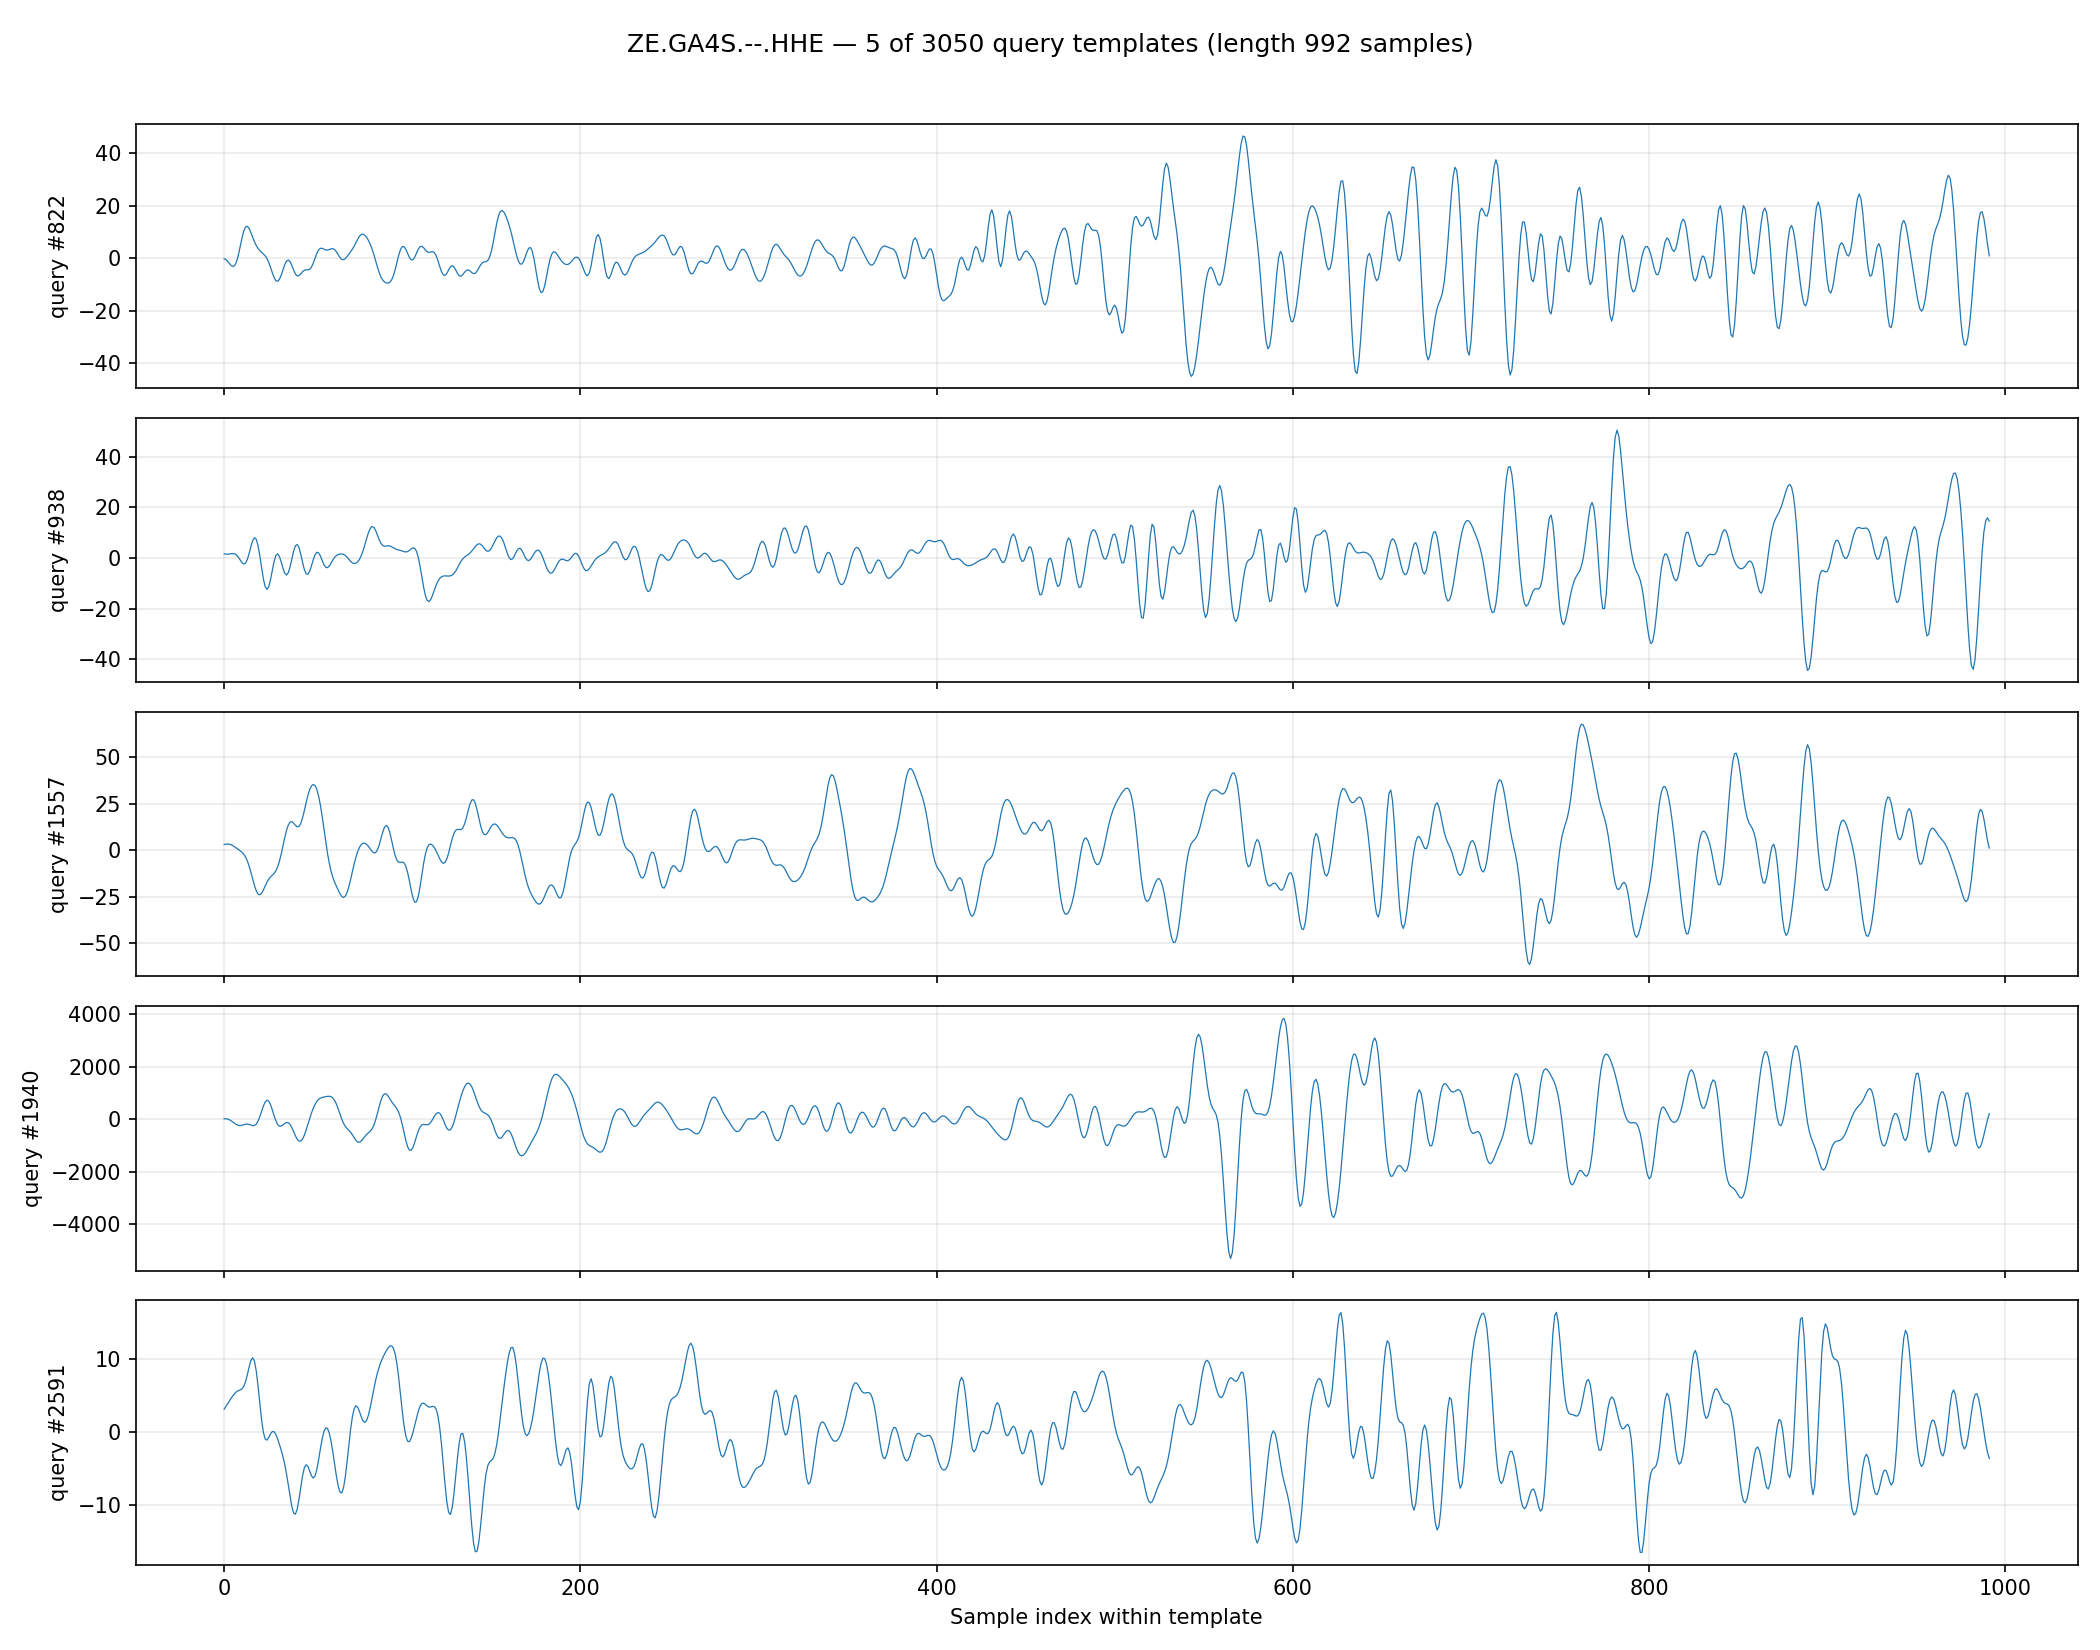 ZE.GA4S.--.HHE — 5 of 3050 query templates (length 992 samples)
query #822
40
20
0
−20
−40
query #938
40
20
0
−20
−40
query #1557
50
25
0
−25
−50
query #1940
4000
2000
0
−2000
−4000
query #2591
10
0
−10
0 200 400 600 800 1000
Sample index within template